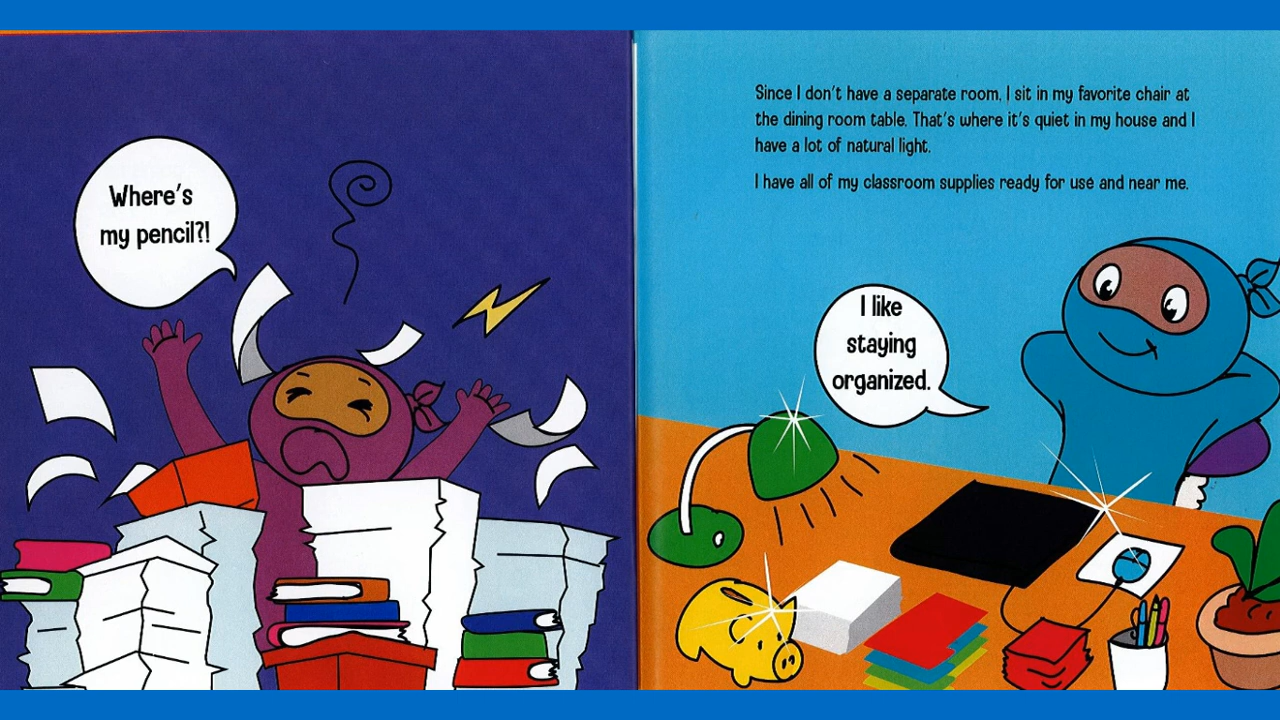 Where's
my pencil?!
Since I don't have a separate room, I sit in my favorite chair at
the dining room table. That's where it's quiet in my house and I
have a lot of natural light.
I have all of my classroom supplies ready for use and near me.
I like
staying
organized.